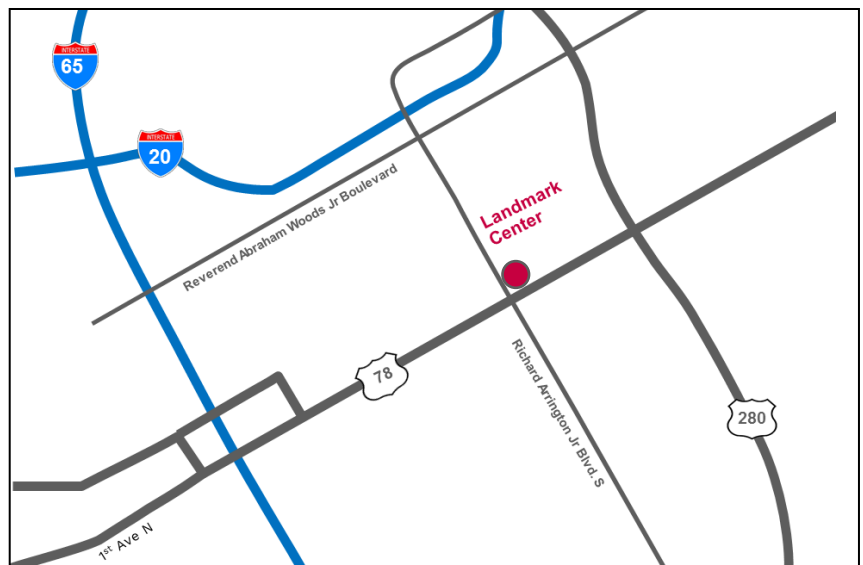 INTERSTATE
65
INTERSTATE
20
Reverend Abraham Woods Jr Boulevard
Landmark
Center
78
Richard Arrington Jr Blvd. S
280
1st Ave N